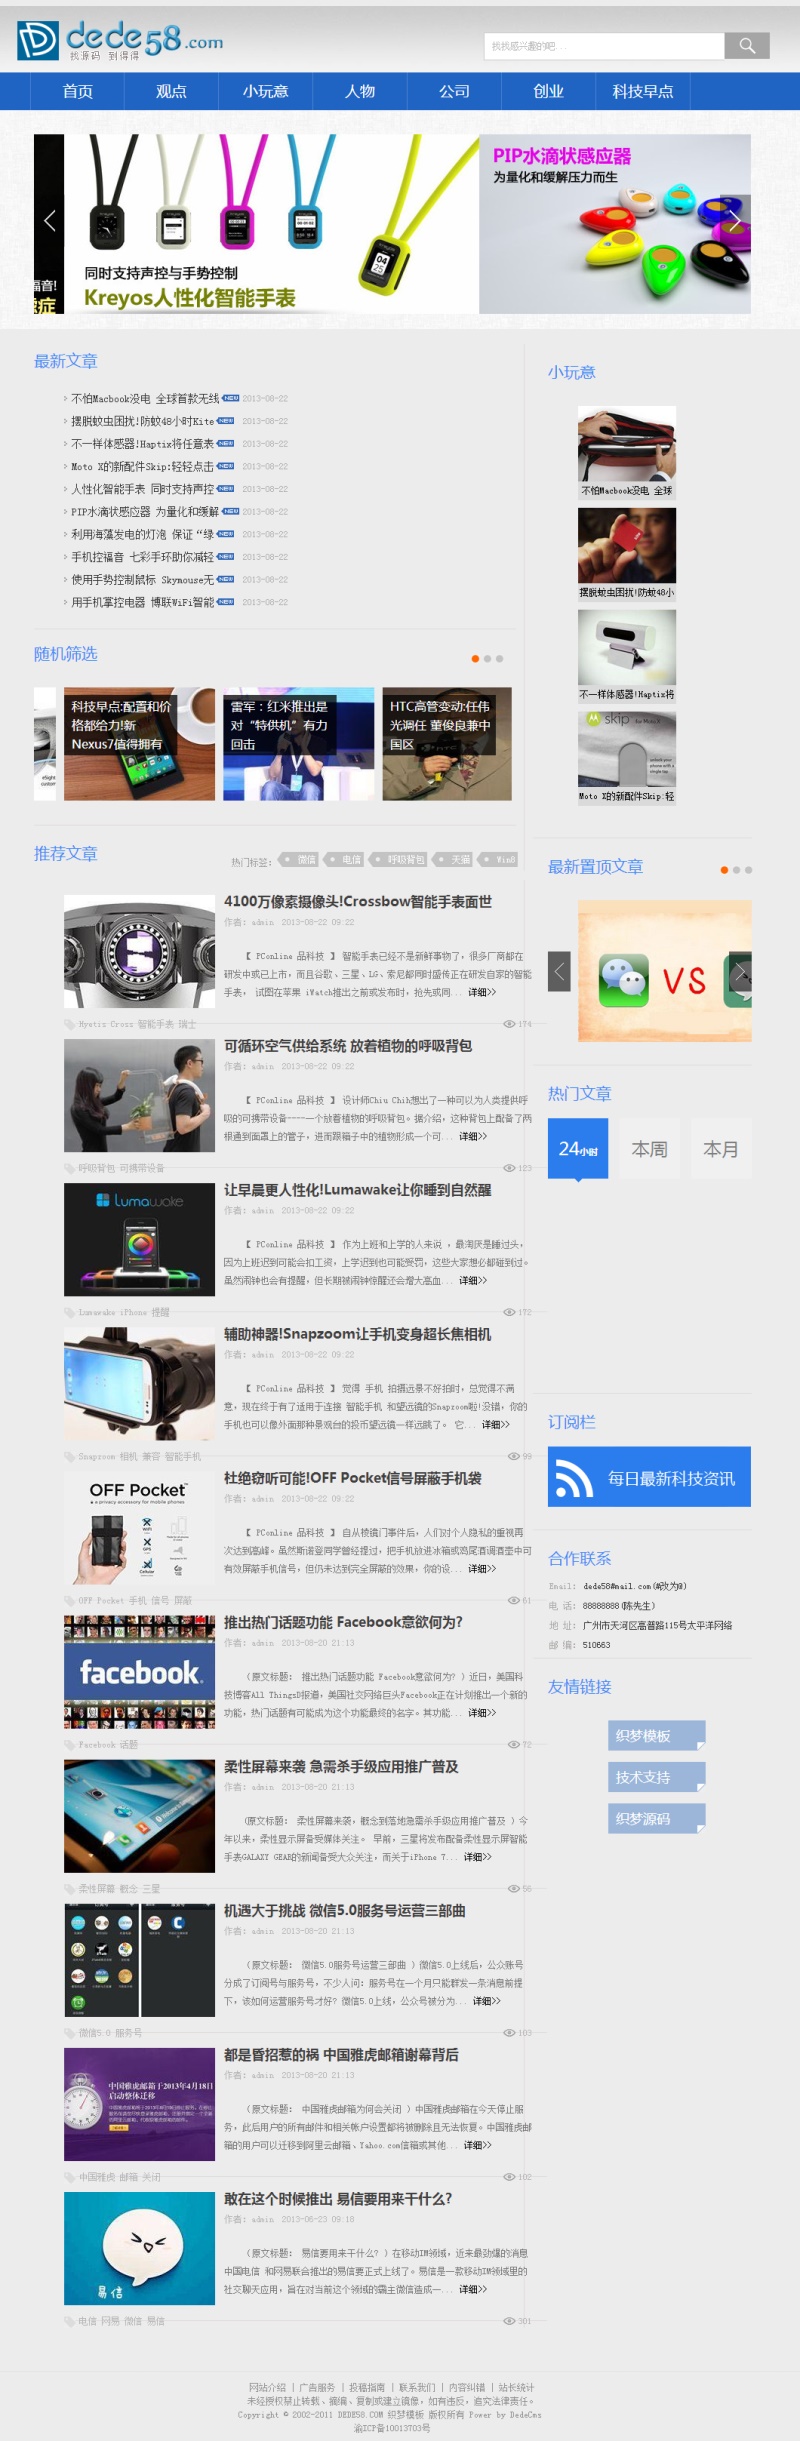 dede58.com
找源码 到得得
找找感兴趣的吧...
首页
观点
小玩意
人物
公司
创业
科技早点
同时支持声控与手势控制
Kreyos人性化智能手表
PIP水滴状感应器
为量化和缓解压力而生
最新文章
不怕Macbook没电 全球首款无线 NEW 2013-08-22
摆脱蚊虫困扰!防蚊48小时Kite NEW 2013-08-22
不一样体感器!Haptix将任意表 NEW 2013-08-22
Moto X的新配件Skip:轻轻点击 NEW 2013-08-22
人性化智能手表 同时支持声控 NEW 2013-08-22
PIP水滴状感应器 为量化和缓解 NEW 2013-08-22
利用海藻发电的灯泡 保证“绿 NEW 2013-08-22
手机控福音 七彩手环助你减轻 NEW 2013-08-22
使用手势控制鼠标 Skymouse无 NEW 2013-08-22
用手机掌控电器 博联WiFi智能 NEW 2013-08-22
随机筛选
科技早点:配置和价
格都给力!新
Nexus7值得拥有
雷军：红米推出是
对“特供机”有力
回击
HTC高管变动:任伟
光调任 董俊良兼中
国区
推荐文章
热门标签:
微信
电信
呼吸背包
天猫
Win8
4100万像素摄像头!Crossbow智能手表面世
作者: admin 2013-08-22 09:22
【 PConline 品科技 】 智能手表已经不是新鲜事物了，很多厂商都在
研发中或已上市，而且谷歌、三星、LG、索尼都同时盛传正在研发自家的智能
手表， 试图在苹果 iWatch推出之前或发布时，抢先或同... 详细>>
Hyetis Cross 智能手表 瑞士
174
可循环空气供给系统 放着植物的呼吸背包
作者: admin 2013-08-22 09:22
【 PConline 品科技 】 设计师Chiu Chih想出了一种可以为人类提供呼
吸的可携带设备----一个放着植物的呼吸背包。据介绍，这种背包上配备了两
根通到面罩上的管子，进而跟箱子中的植物形成一个可... 详细>>
呼吸背包 可携带设备
123
让早晨更人性化!Lumawake让你睡到自然醒
作者: admin 2013-08-22 09:22
【 PConline 品科技 】 作为上班和上学的人来说 ，最淘厌是睡过头，
因为上班迟到可能会扣工资，上学迟到也可能受罚，这些大家想必都碰到过。
虽然闹钟也会有提醒，但长期被闹钟惊醒还会增大高血... 详细>>
Lumawake iPhone 提醒
172
辅助神器!Snapzoom让手机变身超长焦相机
作者: admin 2013-08-22 09:22
【 PConline 品科技 】 觉得 手机 拍摄远景不好拍时，总觉得不满
意，现在终于有了适用于连接 智能手机 和望远镜的Snaproom啦!没错，你的
手机也可以像外面那种景观台的投币望远镜一样远眺了。 它... 详细>>
Snaproom 相机 兼容 智能手机
99
OFF Pocket
a privacy accessory for mobile phones
杜绝窃听可能!OFF Pocket信号屏蔽手机袋
作者: admin 2013-08-22 09:22
【 PConline 品科技 】 自从棱镜门事件后，人们对个人隐私的重视再
次达到高峰。虽然斯诺登同学曾经提过，把手机放进冰箱或鸡尾酒调酒壶中可
有效屏蔽手机信号，但仍未达到完全屏蔽的效果，你的设... 详细>>
OFF Pocket 手机 信号 屏蔽
61
facebook.
推出热门话题功能 Facebook意欲何为?
作者: admin 2013-08-20 21:13
（原文标题： 推出热门话题功能 Facebook意欲何为? ）近日，美国科
技博客All ThingsD报道，美国社交网络巨头Facebook正在计划推出一个新的
功能，热门话题有可能成为这个功能最终的名字。其功能... 详细>>
Facebook 话题
72
柔性屏幕来袭 急需杀手级应用推广普及
作者: admin 2013-08-20 21:13
(原文标题： 柔性屏幕来袭，概念到落地急需杀手级应用推广普及 ）今
年以来，柔性显示屏备受媒体关注。 早前，三星将发布配备柔性显示屏智能
手表GALAXY GEAR的新闻备受大众关注，而关于iPhone 7... 详细>>
柔性屏幕 概念 三星
56
机遇大于挑战 微信5.0服务号运营三部曲
作者: admin 2013-08-20 21:13
（原文标题： 微信5.0服务号运营三部曲 ）微信5.0上线后，公众账号
分成了订阅号与服务号，不少人问：服务号在一个月只能群发一条消息前提
下，该如何运营服务号才好？微信5.0上线，公众号被分为... 详细>>
微信5.0 服务号
103
中国雅虎邮箱于2013年4月18日
启动整体迁移
都是昏招惹的祸 中国雅虎邮箱谢幕背后
作者: admin 2013-08-20 21:13
（原文标题： 中国雅虎邮箱为何会关闭 ）中国雅虎邮箱在今天停止服
务，此后用户的所有邮件和相关帐户设置都将被删除且无法恢复。中国雅虎邮
箱的用户可以迁移到阿里云邮箱、Yahoo.com信箱或其他... 详细>>
中国雅虎 邮箱 关闭
102
易信
敢在这个时候推出 易信要用来干什么?
作者: admin 2013-08-23 09:18
（原文标题： 易信要用来干什么? ）在移动IM领域，近来最劲爆的消息
中国电信 和网易联合推出的易信要正式上线了。易信是一款移动IM领域里的
社交聊天应用，旨在对当前这个领域的霸主微信造成一... 详细>>
电信 网易 微信 易信
301
小玩意
不怕Macbook没电 全球
摆脱蚊虫困扰!防蚊48小
不一样体感器!Haptix将
skip for Moto X
Moto X的新配件Skip:轻
最新置顶文章
VS
热门文章
24小时
本周
本月
订阅栏
每日最新科技资讯
合作联系
Email: dede58#mail.com(#改为@)
电 话: 88888888(陈先生)
地 址: 广州市天河区高普路115号太平洋网络
邮 编: 510663
友情链接
织梦模板
技术支持
织梦源码
网站介绍 | 广告服务 | 投稿指南 | 联系我们 | 内容纠错 | 站长统计
未经授权禁止转载、摘编、复制或建立镜像，如有违反，追究法律责任。
Copyright © 2002-2011 DEDE58.COM 织梦模板 版权所有 Power by DedeCms
渝ICP备10013703号